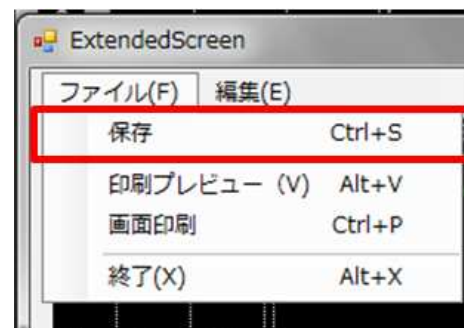 ExtendedScreen
ファイル(F) 編集(E)
保存 Ctrl+S
印刷プレビュー（V） Alt+V
画面印刷 Ctrl+P
終了(X) Alt+X